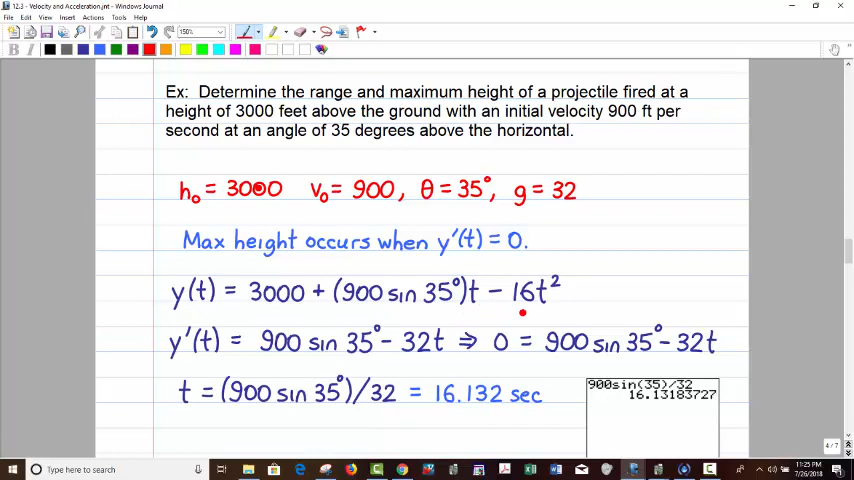 12.3 - Velocity and Acceleration.jnt - Windows Journal
File Edit View Insert Actions Tools Help
150%
B I
Ex: Determine the range and maximum height of a projectile fired at a
height of 3000 feet above the ground with an initial velocity 900 ft per
second at an angle of 35 degrees above the horizontal.
h₀ = 3000 v₀ = 900, θ = 35°, g = 32
Max height occurs when y'(t) = 0.
y(t) = 3000 + (900 sin 35°)t − 16t²
y'(t) = 900 sin 35° − 32t ⇒ 0 = 900 sin 35° − 32t
t = (900 sin 35°)/32 = 16.132 sec
900sin(35)/32
16.13183727
4 / 7
Type here to search
11:25 PM
7/26/2018